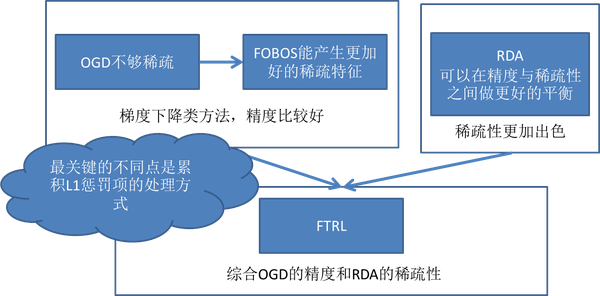 OGD不够稀疏
FOBOS能产生更加
好的稀疏特征
梯度下降类方法，精度比较好
RDA
可以在精度与稀疏性
之间做更好的平衡
稀疏性更加出色
最关键的不同点是累
积L1惩罚项的处理方
式
FTRL
综合OGD的精度和RDA的稀疏性